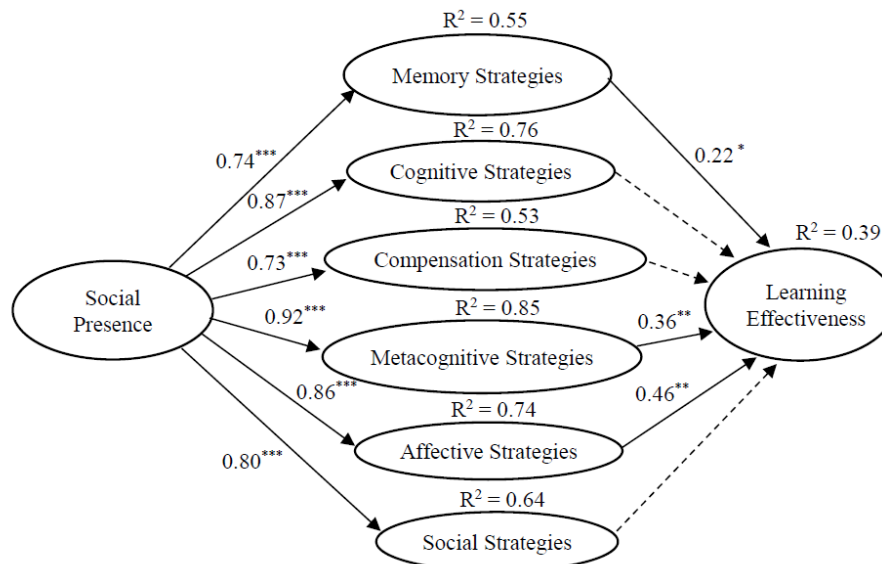 R² = 0.55
Memory Strategies
0.74***
0.22 *
R² = 0.76
Cognitive Strategies
0.87***
R² = 0.53
Compensation Strategies
0.73***
R² = 0.39
Social
Presence
Learning
Effectiveness
R² = 0.85
0.92***
Metacognitive Strategies
0.36**
0.86***
R² = 0.74
0.46**
Affective Strategies
0.80***
R² = 0.64
Social Strategies